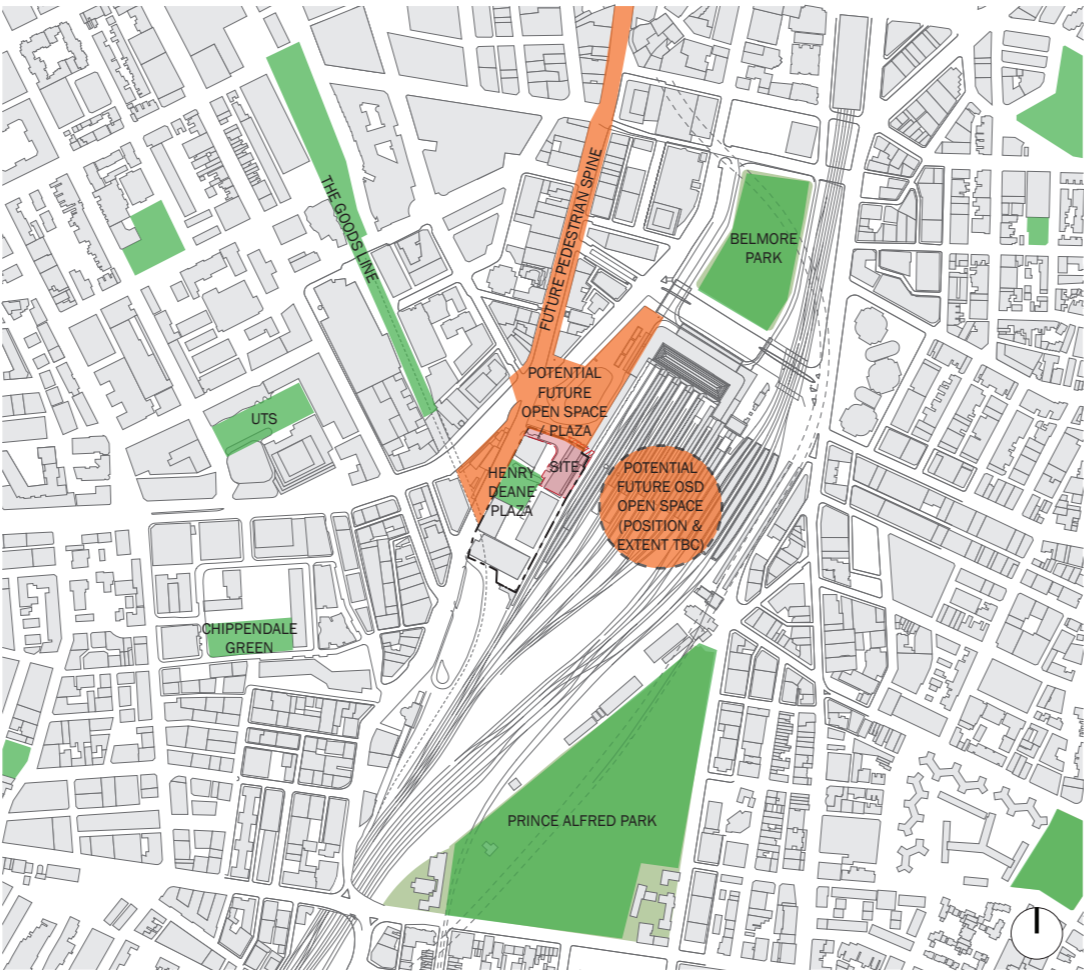 THE GOODS LINE
FUTURE PEDESTRIAN SPINE
BELMORE
PARK
POTENTIAL
FUTURE
OPEN SPACE
/ PLAZA
UTS
SITE
HENRY
DEANE
PLAZA
POTENTIAL
FUTURE OSD
OPEN SPACE
(POSITION &
EXTENT TBC)
CHIPPENDALE
GREEN
PRINCE ALFRED PARK